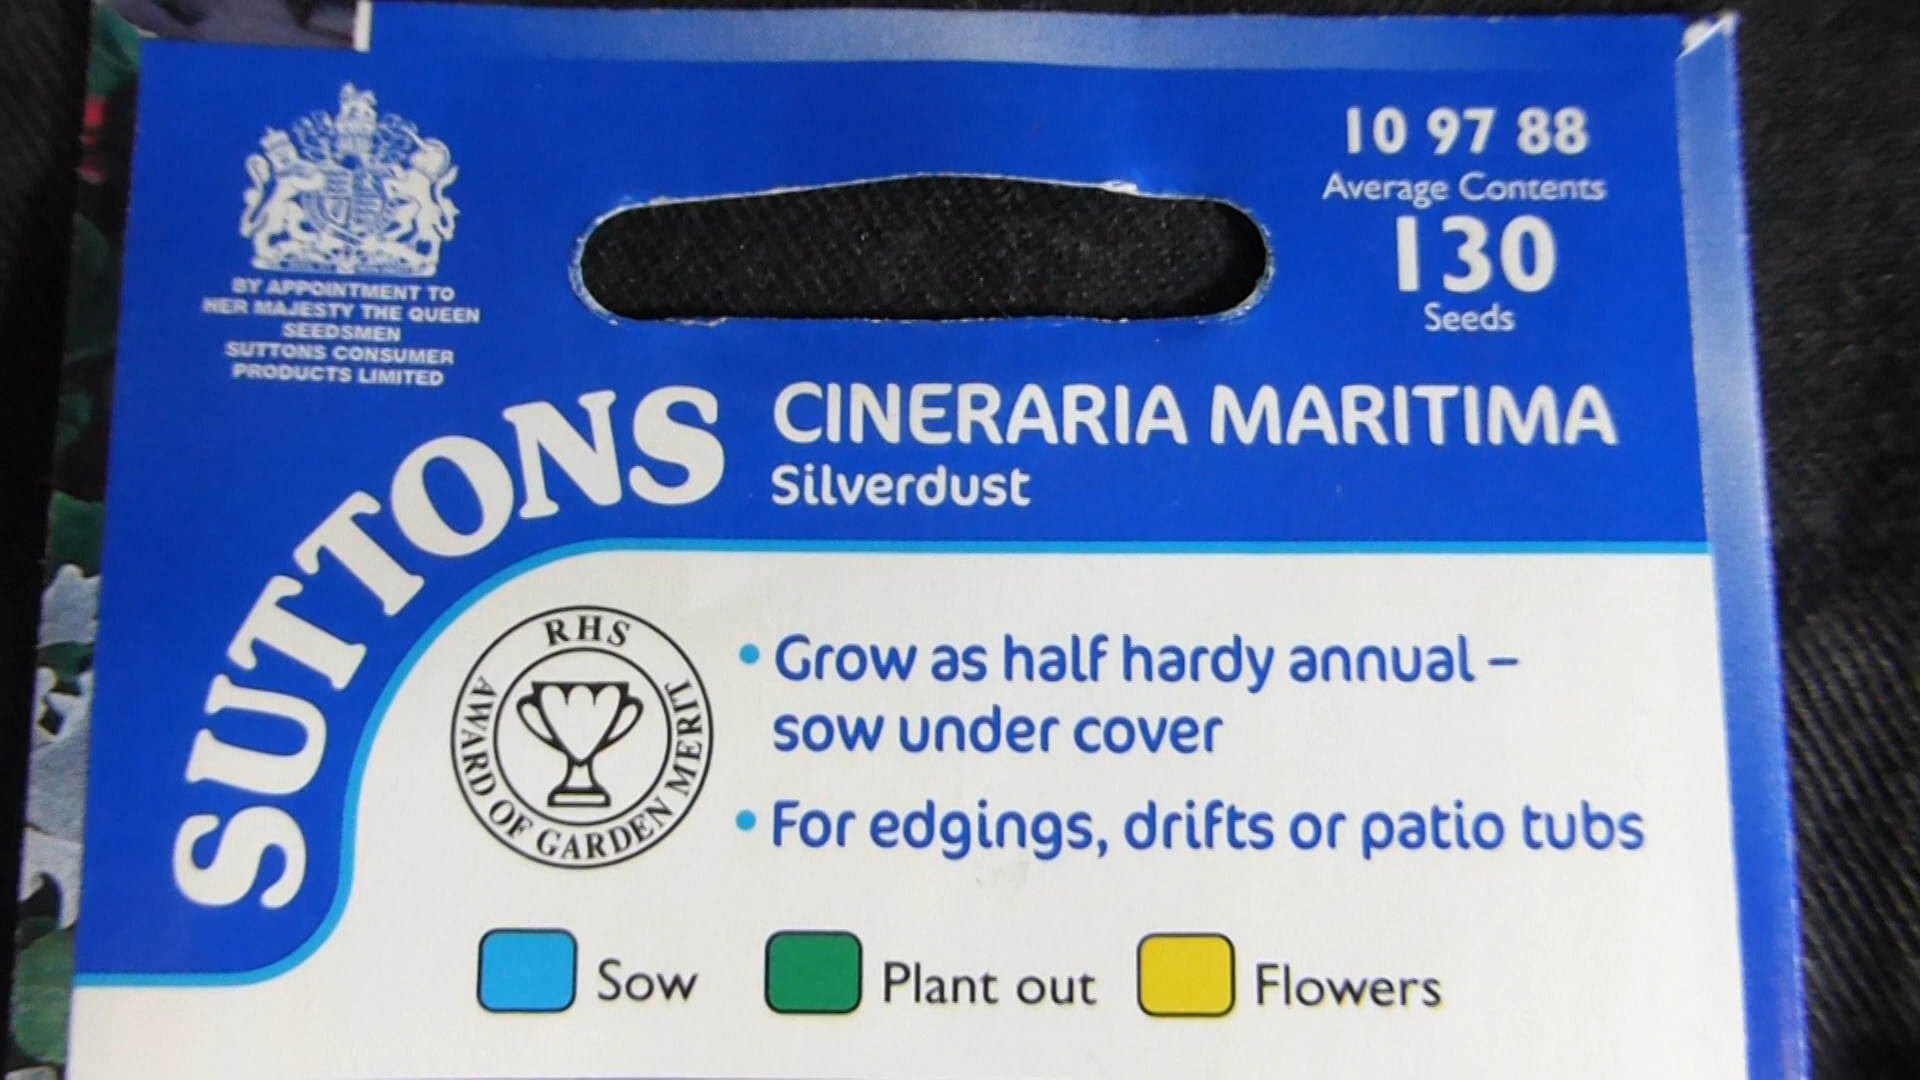 BY APPOINTMENT TO
HER MAJESTY THE QUEEN
SEEDSMEN
SUTTONS CONSUMER
PRODUCTS LIMITED
10 97 88
Average Contents
130
Seeds
SUTTONS
CINERARIA MARITIMA
Silverdust
RHS
AWARD OF GARDEN MERIT
• Grow as half hardy annual –
sow under cover
• For edgings, drifts or patio tubs
Sow
Plant out
Flowers